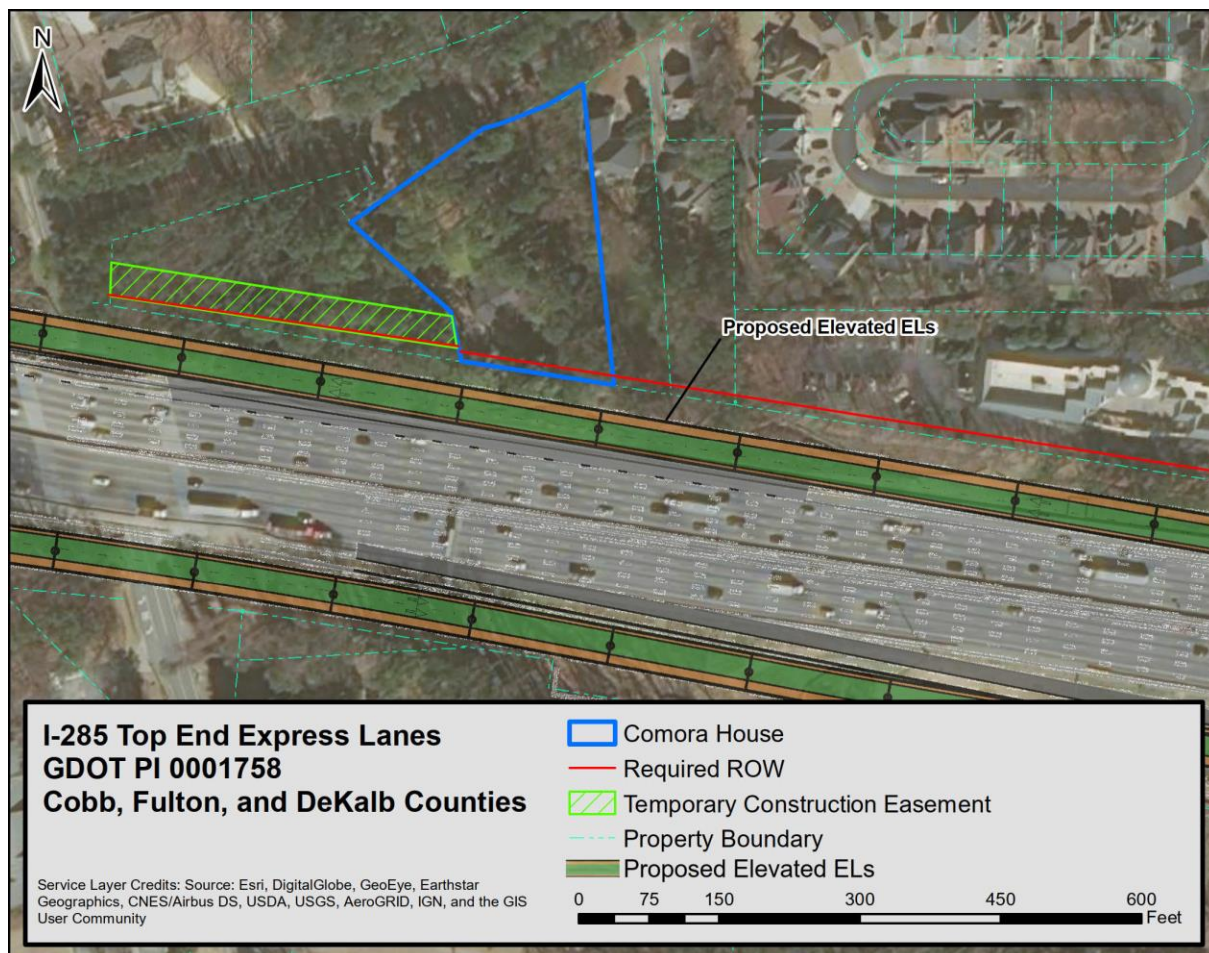 N
Proposed Elevated ELs
I-285 Top End Express Lanes
GDOT PI 0001758
Cobb, Fulton, and DeKalb Counties
Service Layer Credits: Source: Esri, DigitalGlobe, GeoEye, Earthstar
Geographics, CNES/Airbus DS, USDA, USGS, AeroGRID, IGN, and the GIS
User Community
Comora House
Required ROW
Temporary Construction Easement
Property Boundary
Proposed Elevated ELs
0 75 150 300 450 600
Feet